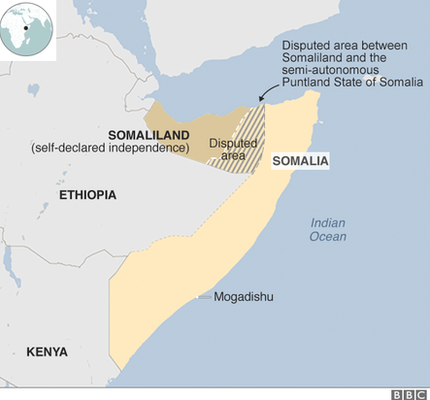 Disputed area between
Somaliland and the
semi-autonomous
Puntland State of Somalia
SOMALILAND
(self-declared independence)
Disputed
area
SOMALIA
ETHIOPIA
Indian
Ocean
Mogadishu
KENYA
BBC